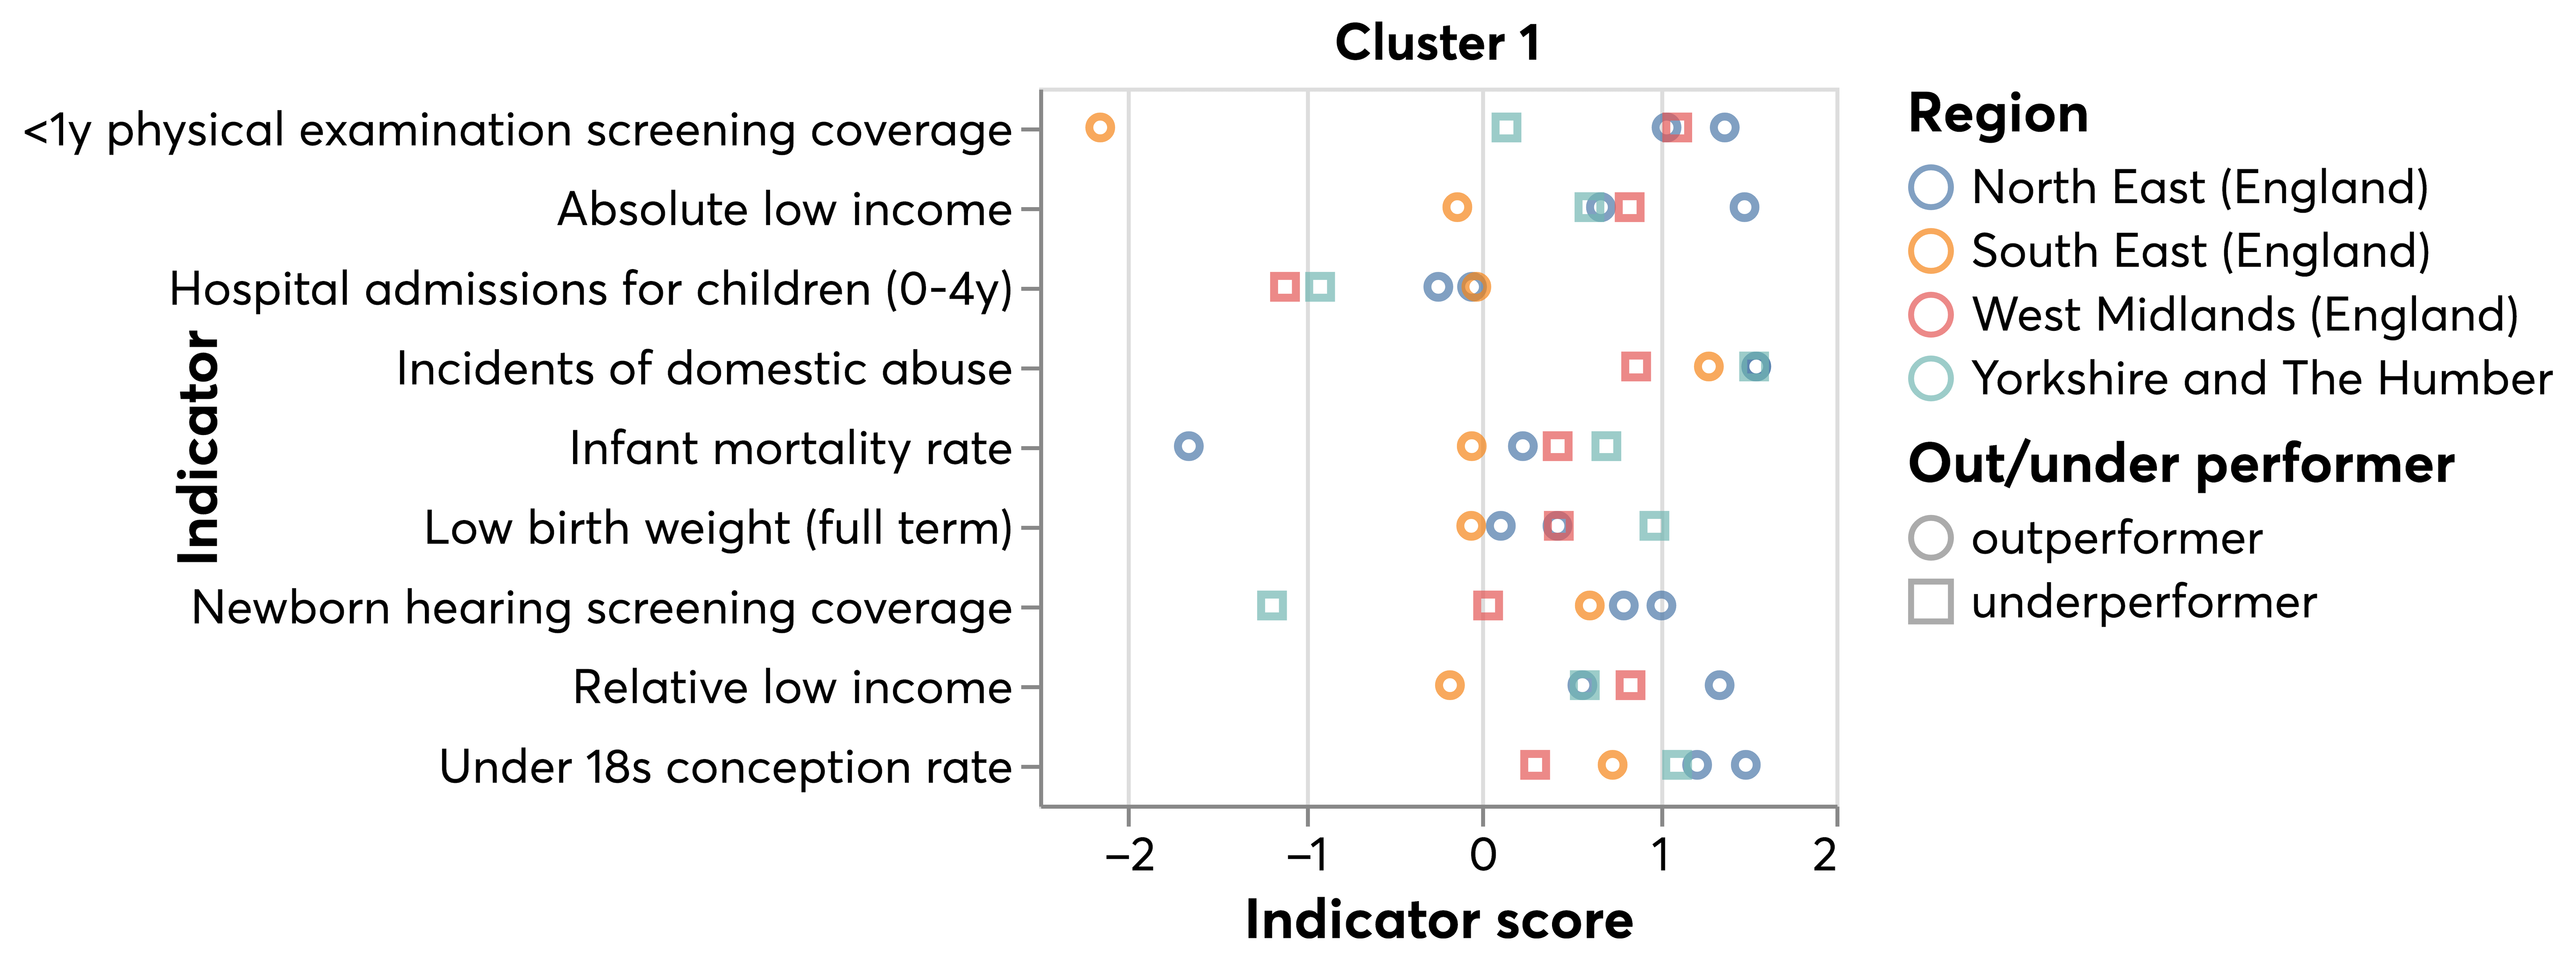 Cluster 1
<1y physical examination screening coverage
Absolute low income
Hospital admissions for children (0-4y)
Incidents of domestic abuse
Infant mortality rate
Low birth weight (full term)
Newborn hearing screening coverage
Relative low income
Under 18s conception rate
Indicator
−2 −1 0 1 2
Indicator score
Region
North East (England)
South East (England)
West Midlands (England)
Yorkshire and The Humber
Out/under performer
outperformer
underperformer